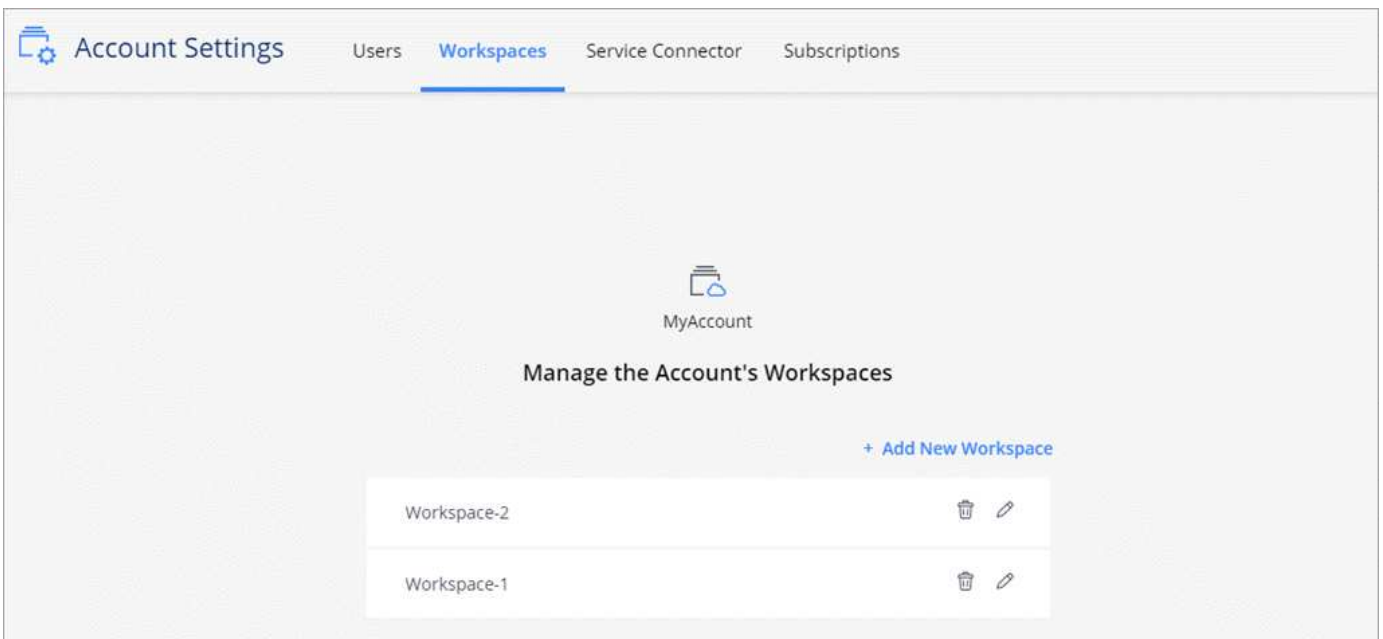 Account Settings Users Workspaces Service Connector Subscriptions
MyAccount
Manage the Account's Workspaces
+ Add New Workspace
Workspace-2
Workspace-1